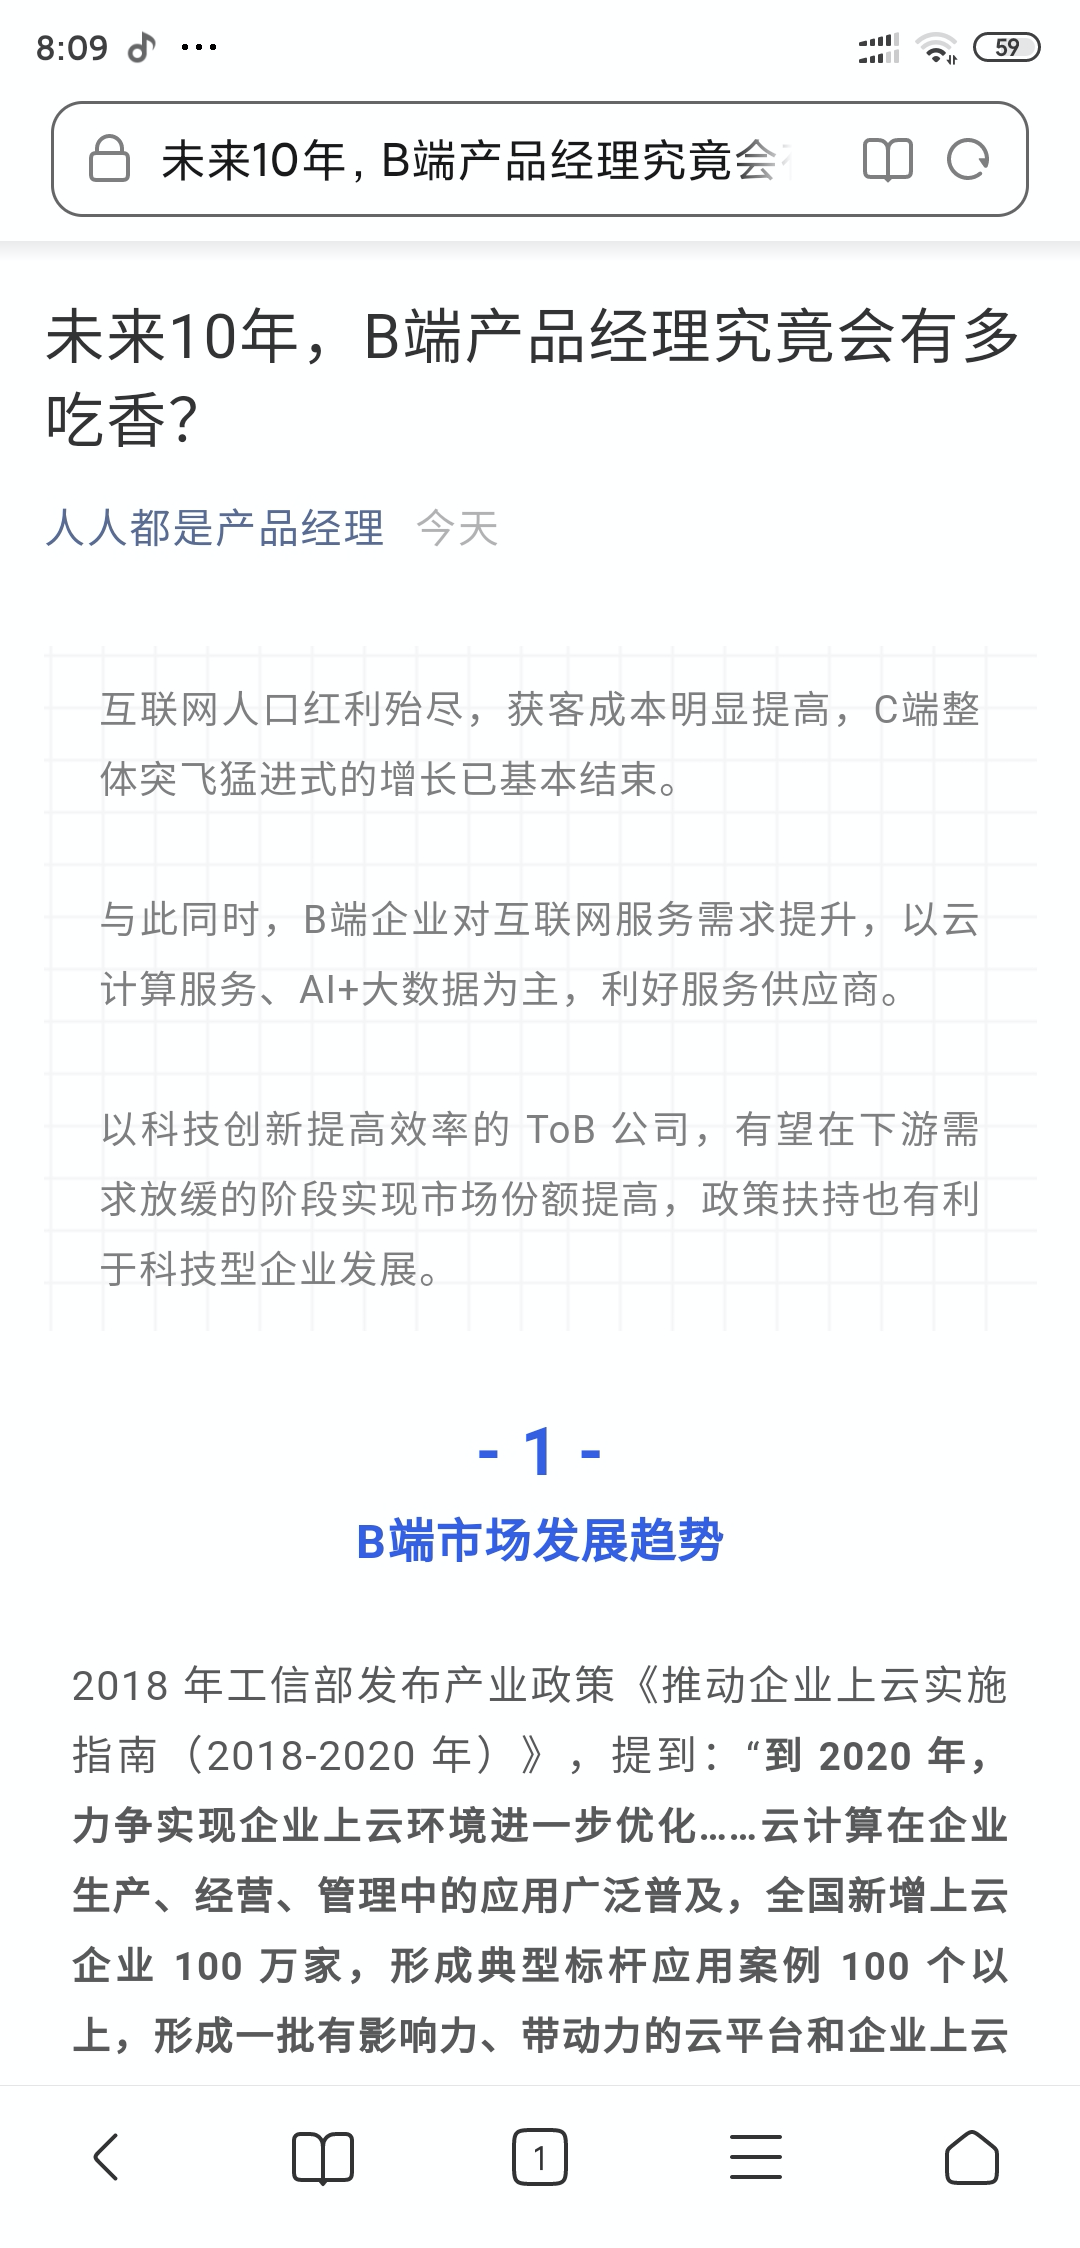 8:09
59
未来10年，B端产品经理究竟会
未来10年，B端产品经理究竟会有多
吃香？
人人都是产品经理 今天
互联网人口红利殆尽，获客成本明显提高，C端整
体突飞猛进式的增长已基本结束。
与此同时，B端企业对互联网服务需求提升，以云
计算服务、AI+大数据为主，利好服务供应商。
以科技创新提高效率的 ToB 公司，有望在下游需
求放缓的阶段实现市场份额提高，政策扶持也有利
于科技型企业发展。
- 1 -
B端市场发展趋势
2018 年工信部发布产业政策《推动企业上云实施
指南（2018-2020 年）》，提到：“到 2020 年，
力争实现企业上云环境进一步优化……云计算在企业
生产、经营、管理中的应用广泛普及，全国新增上云
企业 100 万家，形成典型标杆应用案例 100 个以
上，形成一批有影响力、带动力的云平台和企业上云
1